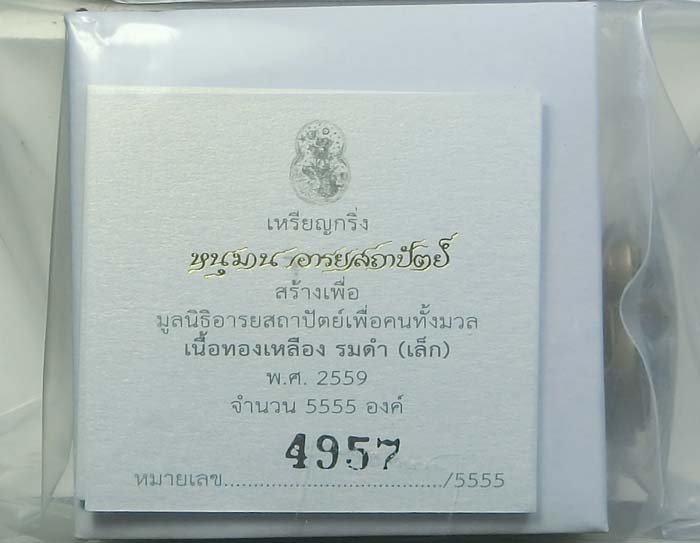 เหรียญกริ่ง
หนุมาน อารยสถาปัตย์
สร้างเพื่อ
มูลนิธิอารยสถาปัตย์เพื่อคนทั้งมวล
เนื้อทองเหลือง รมดำ (เล็ก)
พ.ศ. 2559
จำนวน 5555 องค์
4957
หมายเลข...................................../5555